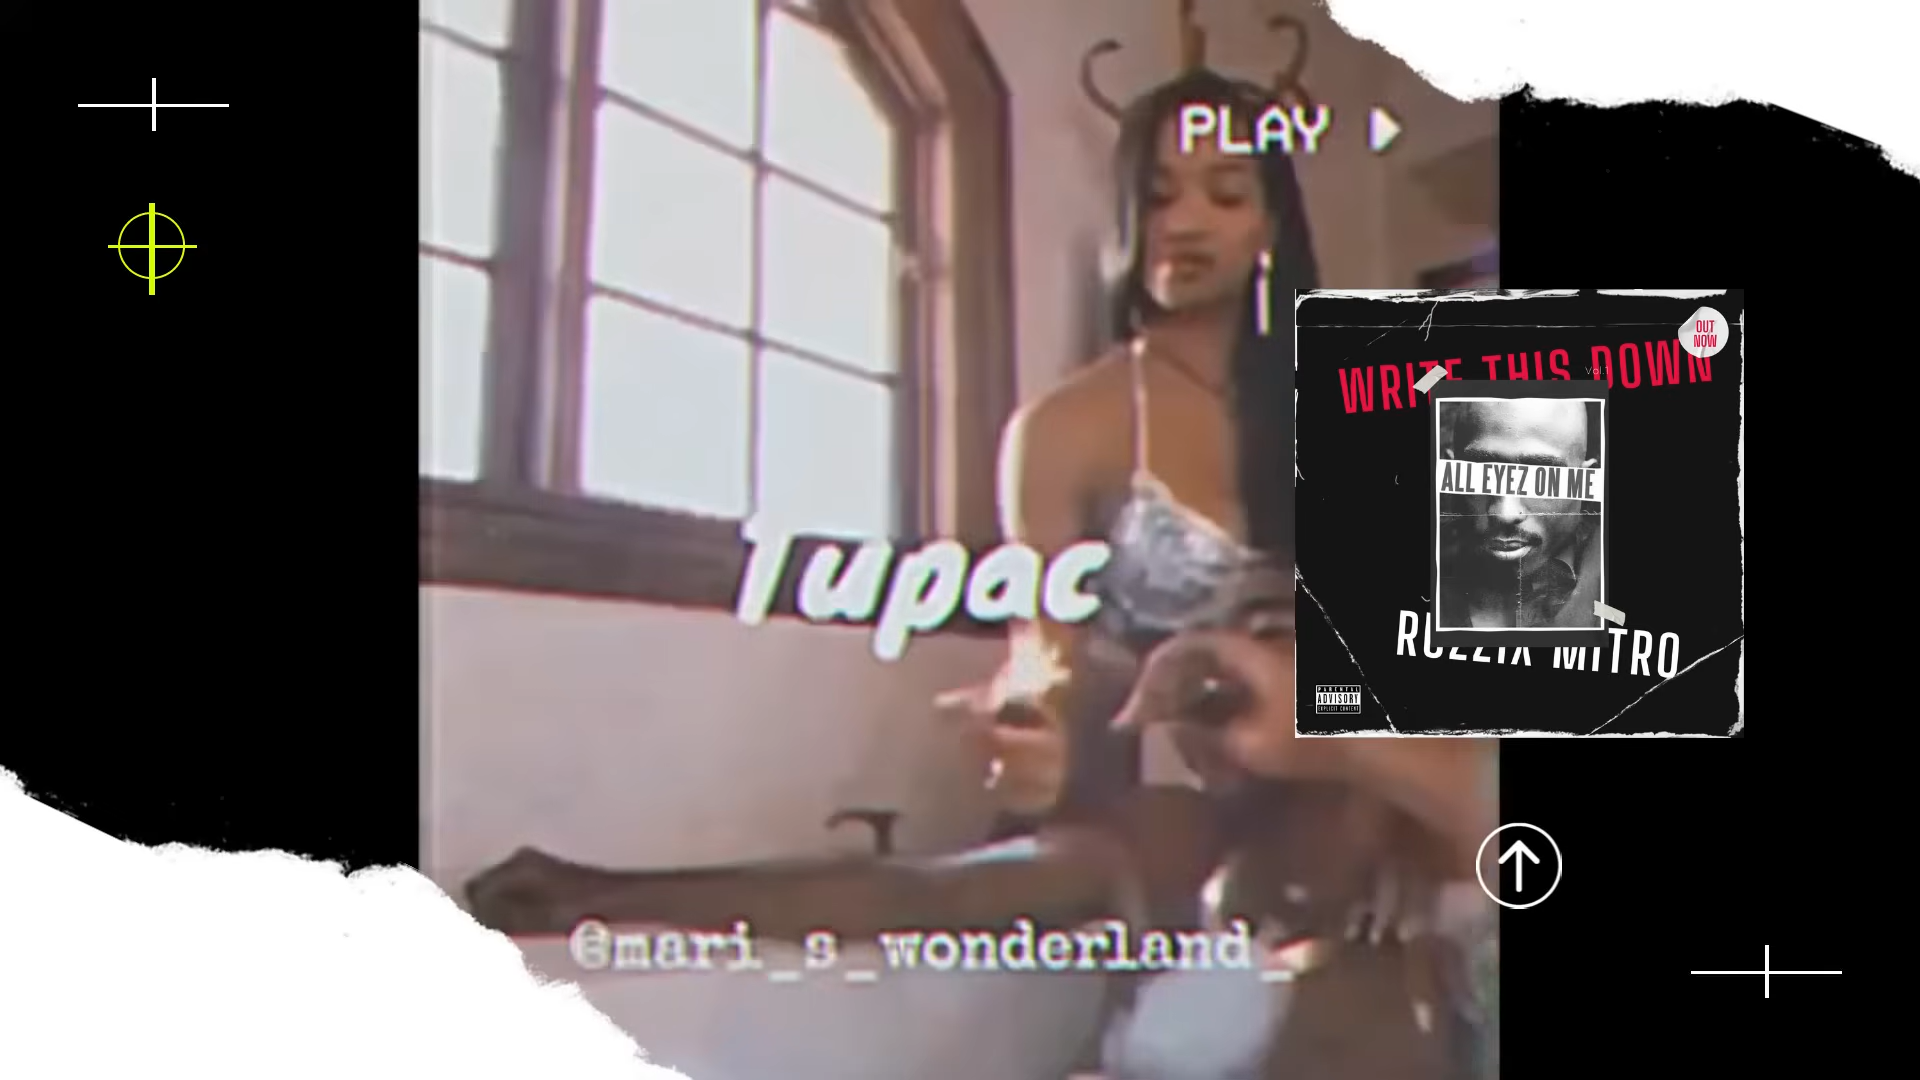 PLAY
OUT
NOW
WRITE THIS DOWN
Vol.1
ALL EYEZ ON ME
Tupac
RUZZIX MITRO
PARENTAL
ADVISORY
EXPLICIT CONTENT
@mari_s_wonderland_